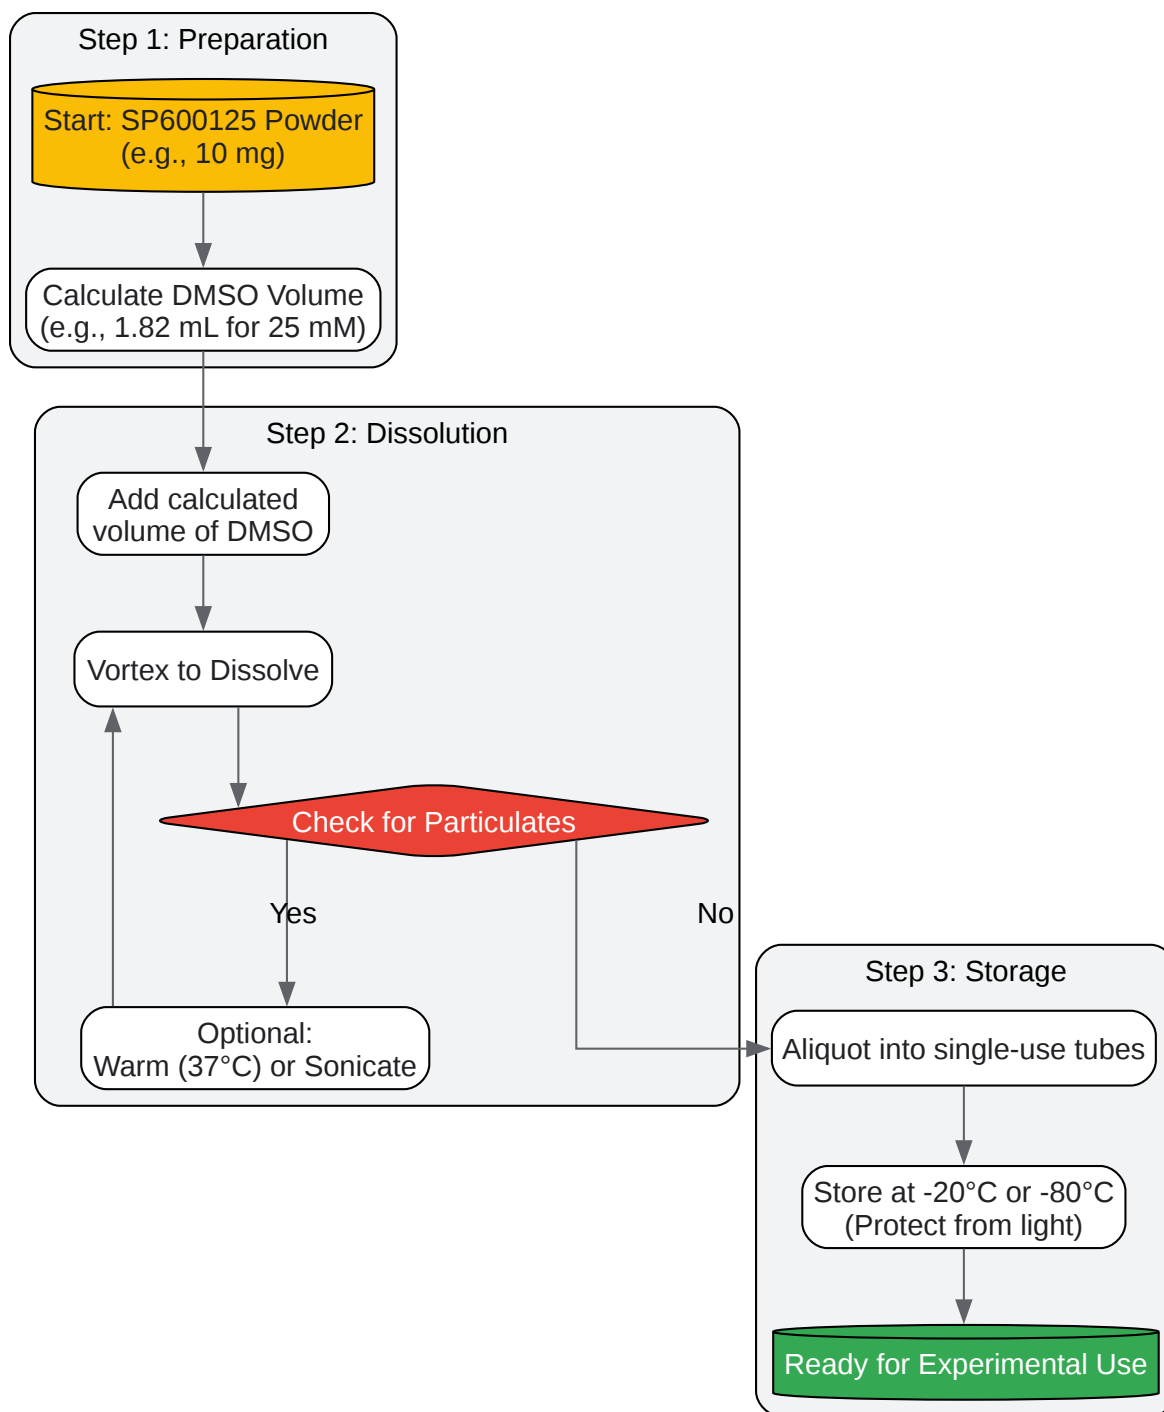 Step 1: Preparation
Start: SP600125 Powder
(e.g., 10 mg)
Calculate DMSO Volume
(e.g., 1.82 mL for 25 mM)
Step 2: Dissolution
Add calculated
volume of DMSO
Vortex to Dissolve
Check for Particulates
Yes
No
Optional:
Warm (37°C) or Sonicate
Step 3: Storage
Aliquot into single-use tubes
Store at -20°C or -80°C
(Protect from light)
Ready for Experimental Use